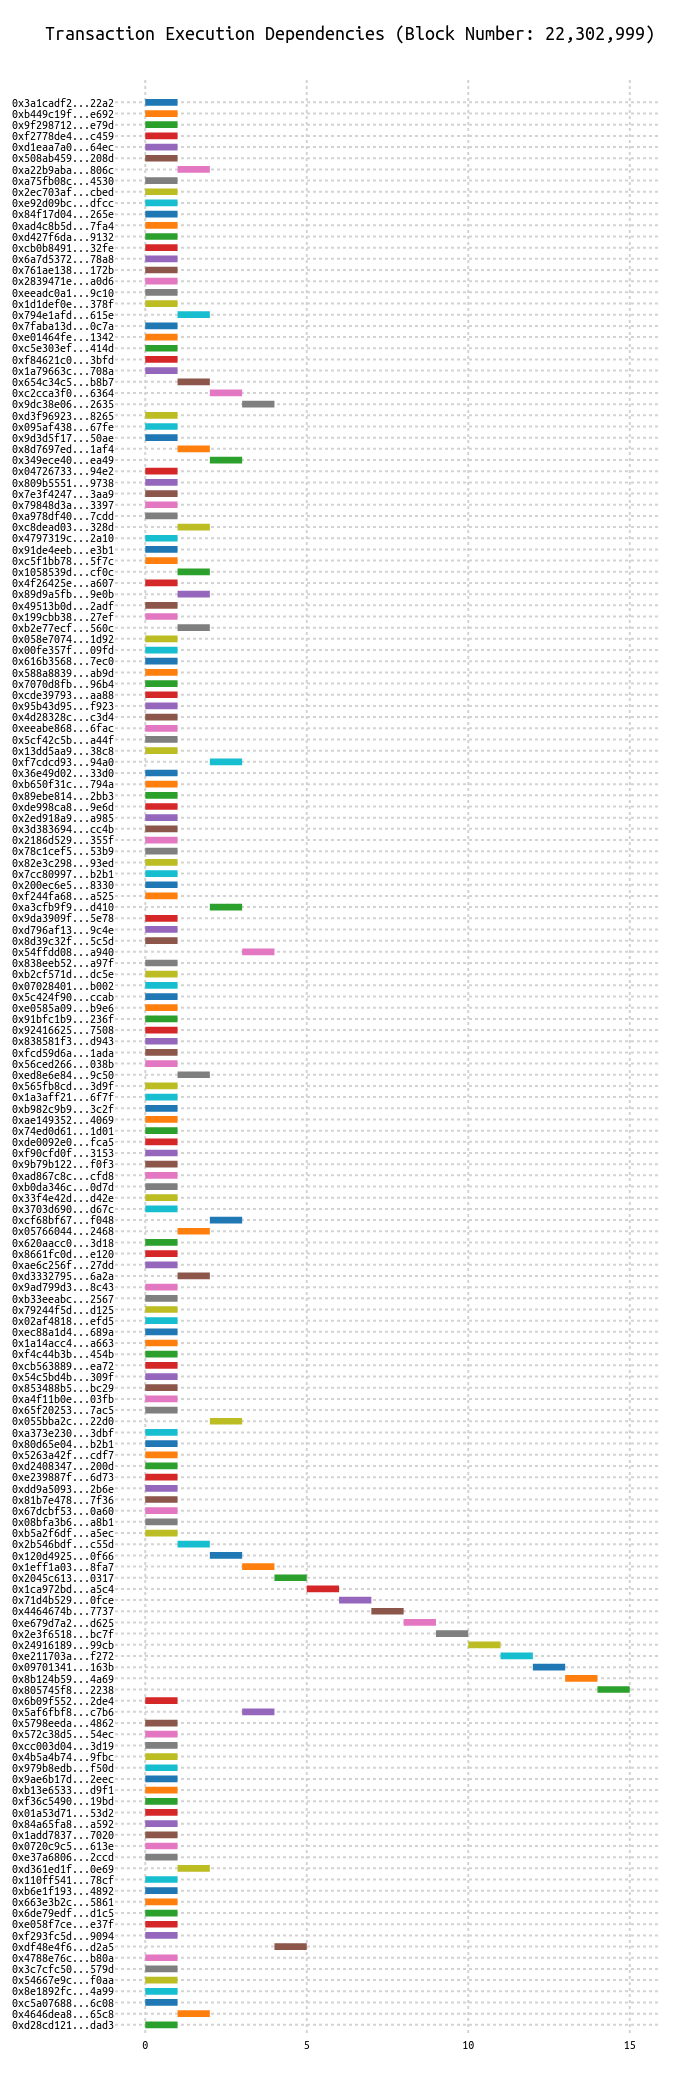 Transaction Execution Dependencies (Block Number: 22,302,999)
0x3a1cadf2...22a2
0xb449c19f...e692
0x9f298712...e79d
0xf2778de4...c459
0xd1eaa7a0...64ec
0x508ab459...208d
0xa22b9aba...806c
0xa75fb08c...4530
0x2ec703af...cbed
0xe92d09bc...dfcc
0x84f17d04...265e
0xad4c8b5d...7fa4
0xd427f6da...9132
0xcb0b8491...32fe
0x6a7d5372...78a8
0x761ae138...172b
0x2839471e...a0d6
0xeeadc0a1...9c10
0x1d1def0e...378f
0x794e1afd...615e
0x7faba13d...0c7a
0xe01464fe...1342
0xc5e303ef...414d
0xf84621c0...3bfd
0x1a79663c...708a
0x654c34c5...b8b7
0xc2cca3f0...6364
0x9dc38e06...2635
0xd3f96923...8265
0x095af438...67fe
0x9d3d5f17...50ae
0x8d7697ed...1af4
0x349ece40...ea49
0x04726733...94e2
0x809b5551...9738
0x7e3f4247...3aa9
0x79848d3a...3397
0xa978df40...7cdd
0xc8dead03...328d
0x4797319c...2a10
0x91de4eeb...e3b1
0xc5f1bb78...5f7c
0x1058539d...cf0c
0x4f26425e...a607
0x89d9a5fb...9e0b
0x49513b0d...2adf
0x199cbb38...27ef
0xb2e77ecf...560c
0x058e7074...1d92
0x00fe357f...09fd
0x616b3568...7ec0
0x588a8839...ab9d
0x7070d8fb...96b4
0xcde39793...aa88
0x95b43d95...f923
0x4d28328c...c3d4
0xeeabe868...6fac
0x5cf42c5b...a44f
0x13dd5aa9...38c8
0xf7cdcd93...94a0
0x36e49d02...33d0
0xb650f31c...794a
0x89ebe814...2bb3
0xde998ca8...9e6d
0x2ed918a9...a985
0x3d383694...cc4b
0x2186d529...355f
0x78c1cef5...53b9
0x82e3c298...93ed
0x7cc80997...b2b1
0x200ec6e5...8330
0xf244fa68...a525
0xa3cfb9f9...d410
0x9da3909f...5e78
0xd796af13...9c4e
0x8d39c32f...5c5d
0x54ffdd08...a940
0x838eeb52...a97f
0xb2cf571d...dc5e
0x07028401...b002
0x5c424f90...ccab
0xe0585a09...b9e6
0x91bfc1b9...236f
0x92416625...7508
0x838581f3...d943
0xfcd59d6a...1ada
0x56ced266...038b
0xed8e6e84...9c50
0x565fb8cd...3d9f
0x1a3aff21...6f7f
0xb982c9b9...3c2f
0xae149352...4069
0x74ed0d61...1d01
0xde0092e0...fca5
0xf90cfd0f...3153
0x9b79b122...f0f3
0xad867c8c...cfd8
0xb0da346c...0d7d
0x33f4e42d...d42e
0x3703d690...d67c
0xcf68bf67...f048
0x05766044...2468
0x620aacc0...3d18
0x8661fc0d...e120
0xae6c256f...27dd
0xd3332795...6a2a
0x9ad799d3...8c43
0xb33eeabc...2567
0x79244f5d...d125
0x02af4818...efd5
0xec88a1d4...689a
0x1a14acc4...a663
0xf4c44b3b...454b
0xcb563889...ea72
0x54c5bd4b...309f
0x853488b5...bc29
0xa4f11b0e...03fb
0x65f20253...7ac5
0x055bba2c...22d0
0xa373e230...3dbf
0x80d65e04...b2b1
0x5263a42f...cdf7
0xd2408347...200d
0xe239887f...6d73
0xdd9a5093...2b6e
0x81b7e478...7f36
0x67dcbf53...0a60
0x08bfa3b6...a8b1
0xb5a2f6df...a5ec
0x2b546bdf...c55d
0x120d4925...0f66
0x1eff1a03...8fa7
0x2045c613...0317
0x1ca972bd...a5c4
0x71d4b529...0fce
0x4464674b...7737
0xe679d7a2...d625
0x2e3f6518...bc7f
0x24916189...99cb
0xe211703a...f272
0x09701341...163b
0x8b124b59...4a69
0x805745f8...2238
0x6b09f552...2de4
0x5af6fbf8...c7b6
0x5798eeda...4862
0x572c38d5...54ec
0xcc003d04...3d19
0x4b5a4b74...9fbc
0x979b8edb...f50d
0x9ae6b17d...2eec
0xb13e6533...d9f1
0xf36c5490...19bd
0x01a53d71...53d2
0x84a65fa8...a592
0x1add7837...7020
0x0720c9c5...613e
0xe37a6806...2ccd
0xd361ed1f...0e69
0x110ff541...78cf
0xb6e1f193...4892
0x663e3b2c...5861
0x6de79edf...d1c5
0xe058f7ce...e37f
0xf293fc5d...9094
0xdf48e4f6...d2a5
0x4788e76c...b80a
0x3c7cfc50...579d
0x54667e9c...f0aa
0x8e1892fc...4a99
0xc5a07688...6c08
0x4646dea8...65c8
0xd28cd121...dad3
0 5 10 15